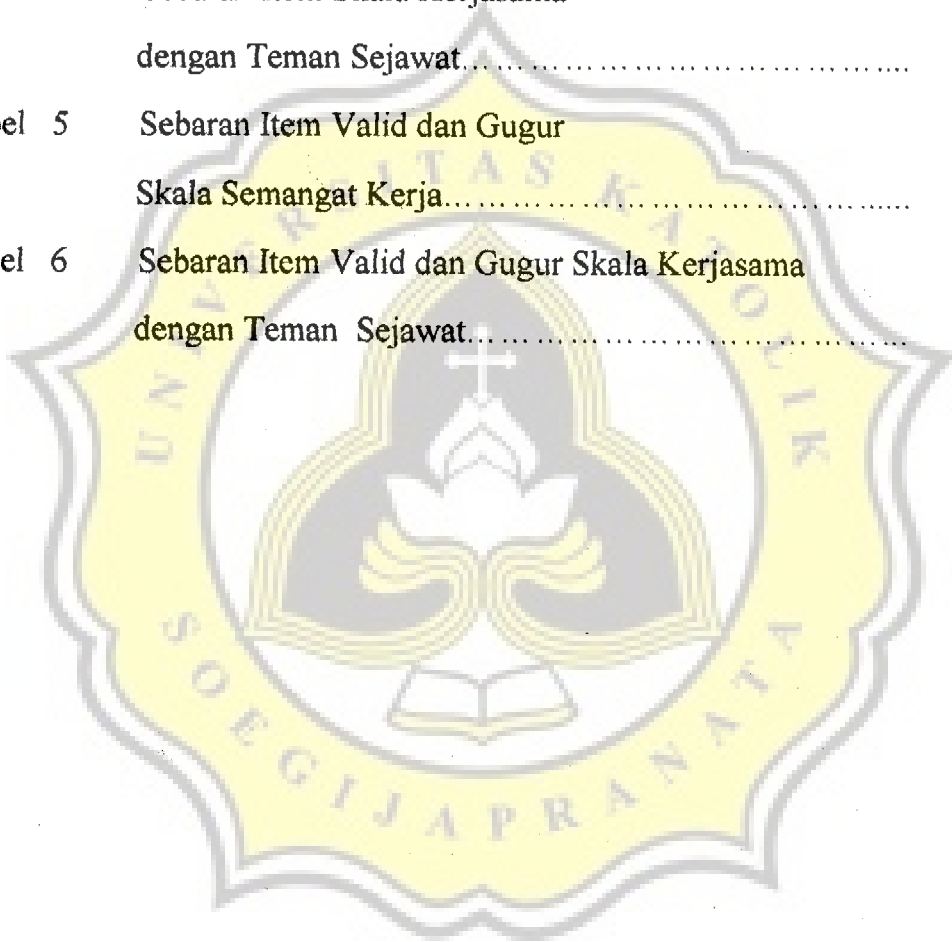 dengan Teman Sejawat
el 5 Sebaran Item Valid dan Gugur
Skala Semangat Kerja
el 6 Sebaran Item Valid dan Gugur Skala Kerjasama
dengan Teman Sejawat
UNIVERSITAS KATOLIK
SOEGIJAPRANATA